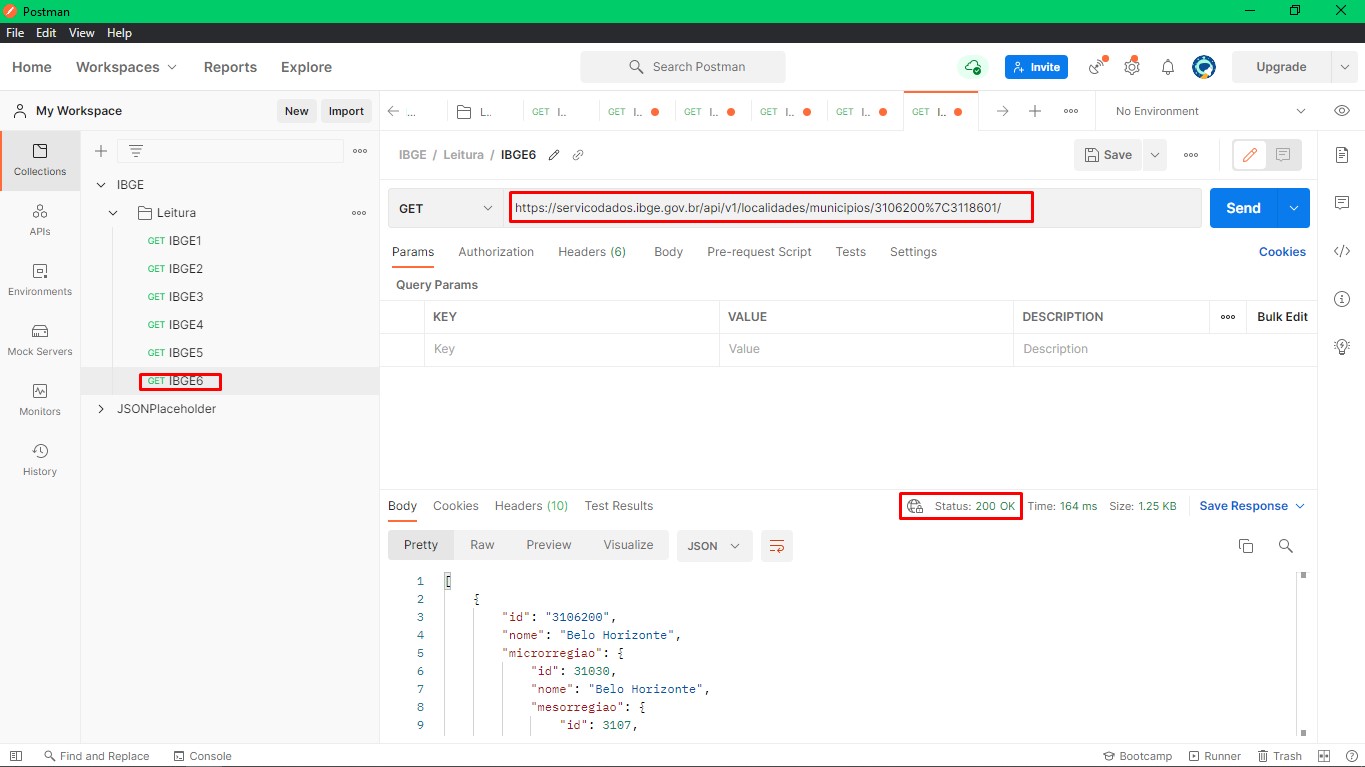 Postman
File Edit View Help
Home Workspaces Reports Explore Search Postman Invite Upgrade
My Workspace New Import
... L.. GET I.. GET I.. GET I.. GET I.. GET I.. GET I.. No Environment
Collections
APIs
Environments
Mock Servers
Monitors
History
IBGE
Leitura
GET IBGE1
GET IBGE2
GET IBGE3
GET IBGE4
GET IBGE5
GET IBGE6
JSONPlaceholder
IBGE / Leitura / IBGE6 Save
GET https://servicodados.ibge.gov.br/api/v1/localidades/municipios/3106200%7C3118601/ Send
Params Authorization Headers (6) Body Pre-request Script Tests Settings Cookies
Query Params
KEY VALUE DESCRIPTION Bulk Edit
Key Value Description
Body Cookies Headers (10) Test Results Status: 200 OK Time: 164 ms Size: 1.25 KB Save Response
Pretty Raw Preview Visualize JSON
1 [
2 {
3 "id": "3106200",
4 "nome": "Belo Horizonte",
5 "microrregiao": {
6 "id": 31030,
7 "nome": "Belo Horizonte",
8 "mesorregiao": {
9 "id": 3107,
Find and Replace Console Bootcamp Runner Trash